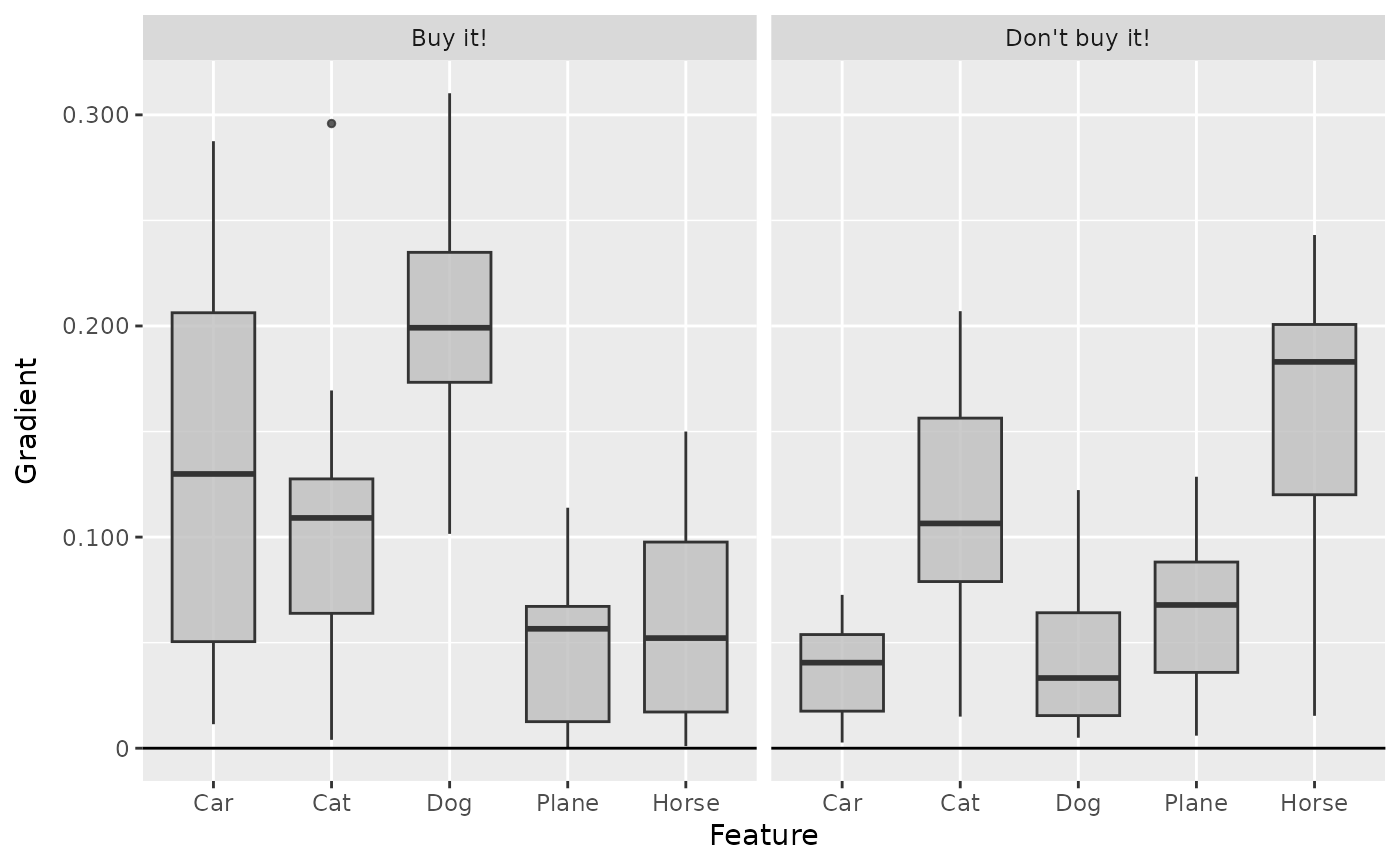 Buy it!
Don't buy it!
Gradient
0.300
0.200
0.100
0
Car Cat Dog Plane Horse
Car Cat Dog Plane Horse
Feature